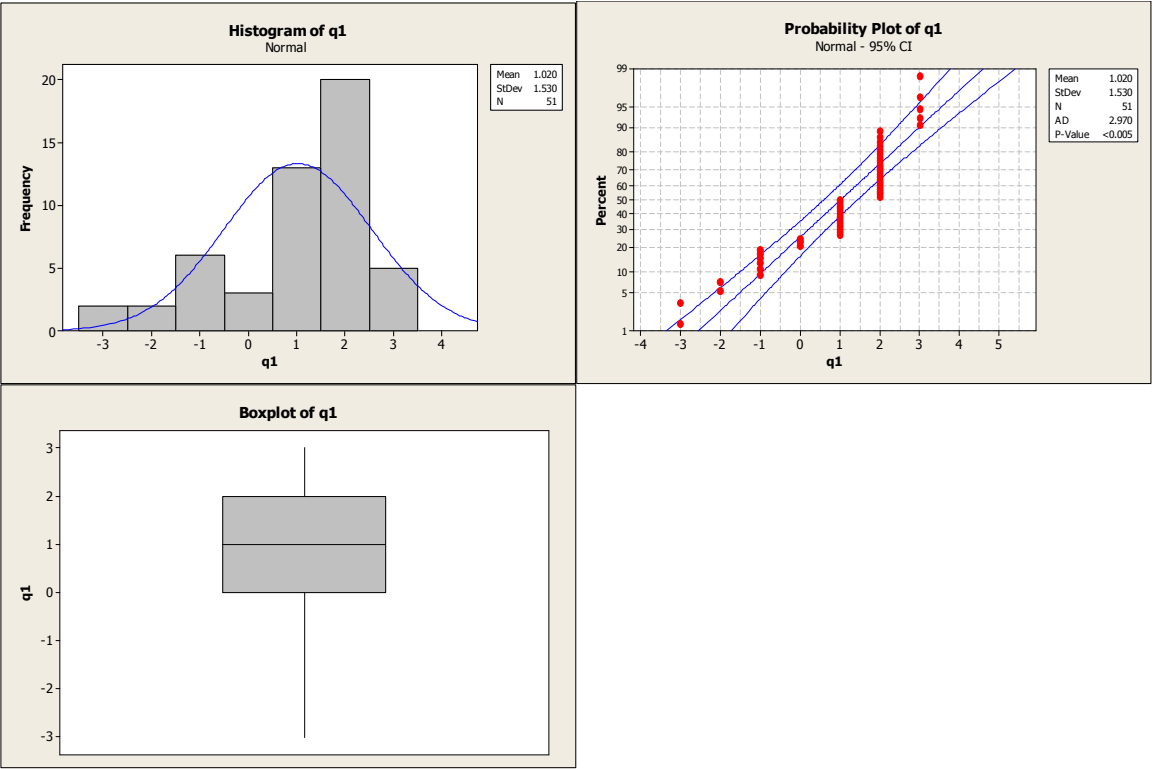 Histogram of q1
Normal
Mean 1.020
StDev 1.530
N 51
Frequency
20
15
10
5
0
-3 -2 -1 0 1 2 3 4
q1
Probability Plot of q1
Normal - 95% CI
Mean 1.020
StDev 1.530
N 51
AD 2.970
P-Value <0.005
Percent
99
95
90
80
70
60
50
40
30
20
10
5
1
-4 -3 -2 -1 0 1 2 3 4 5
q1
Boxplot of q1
q1
3
2
1
0
-1
-2
-3